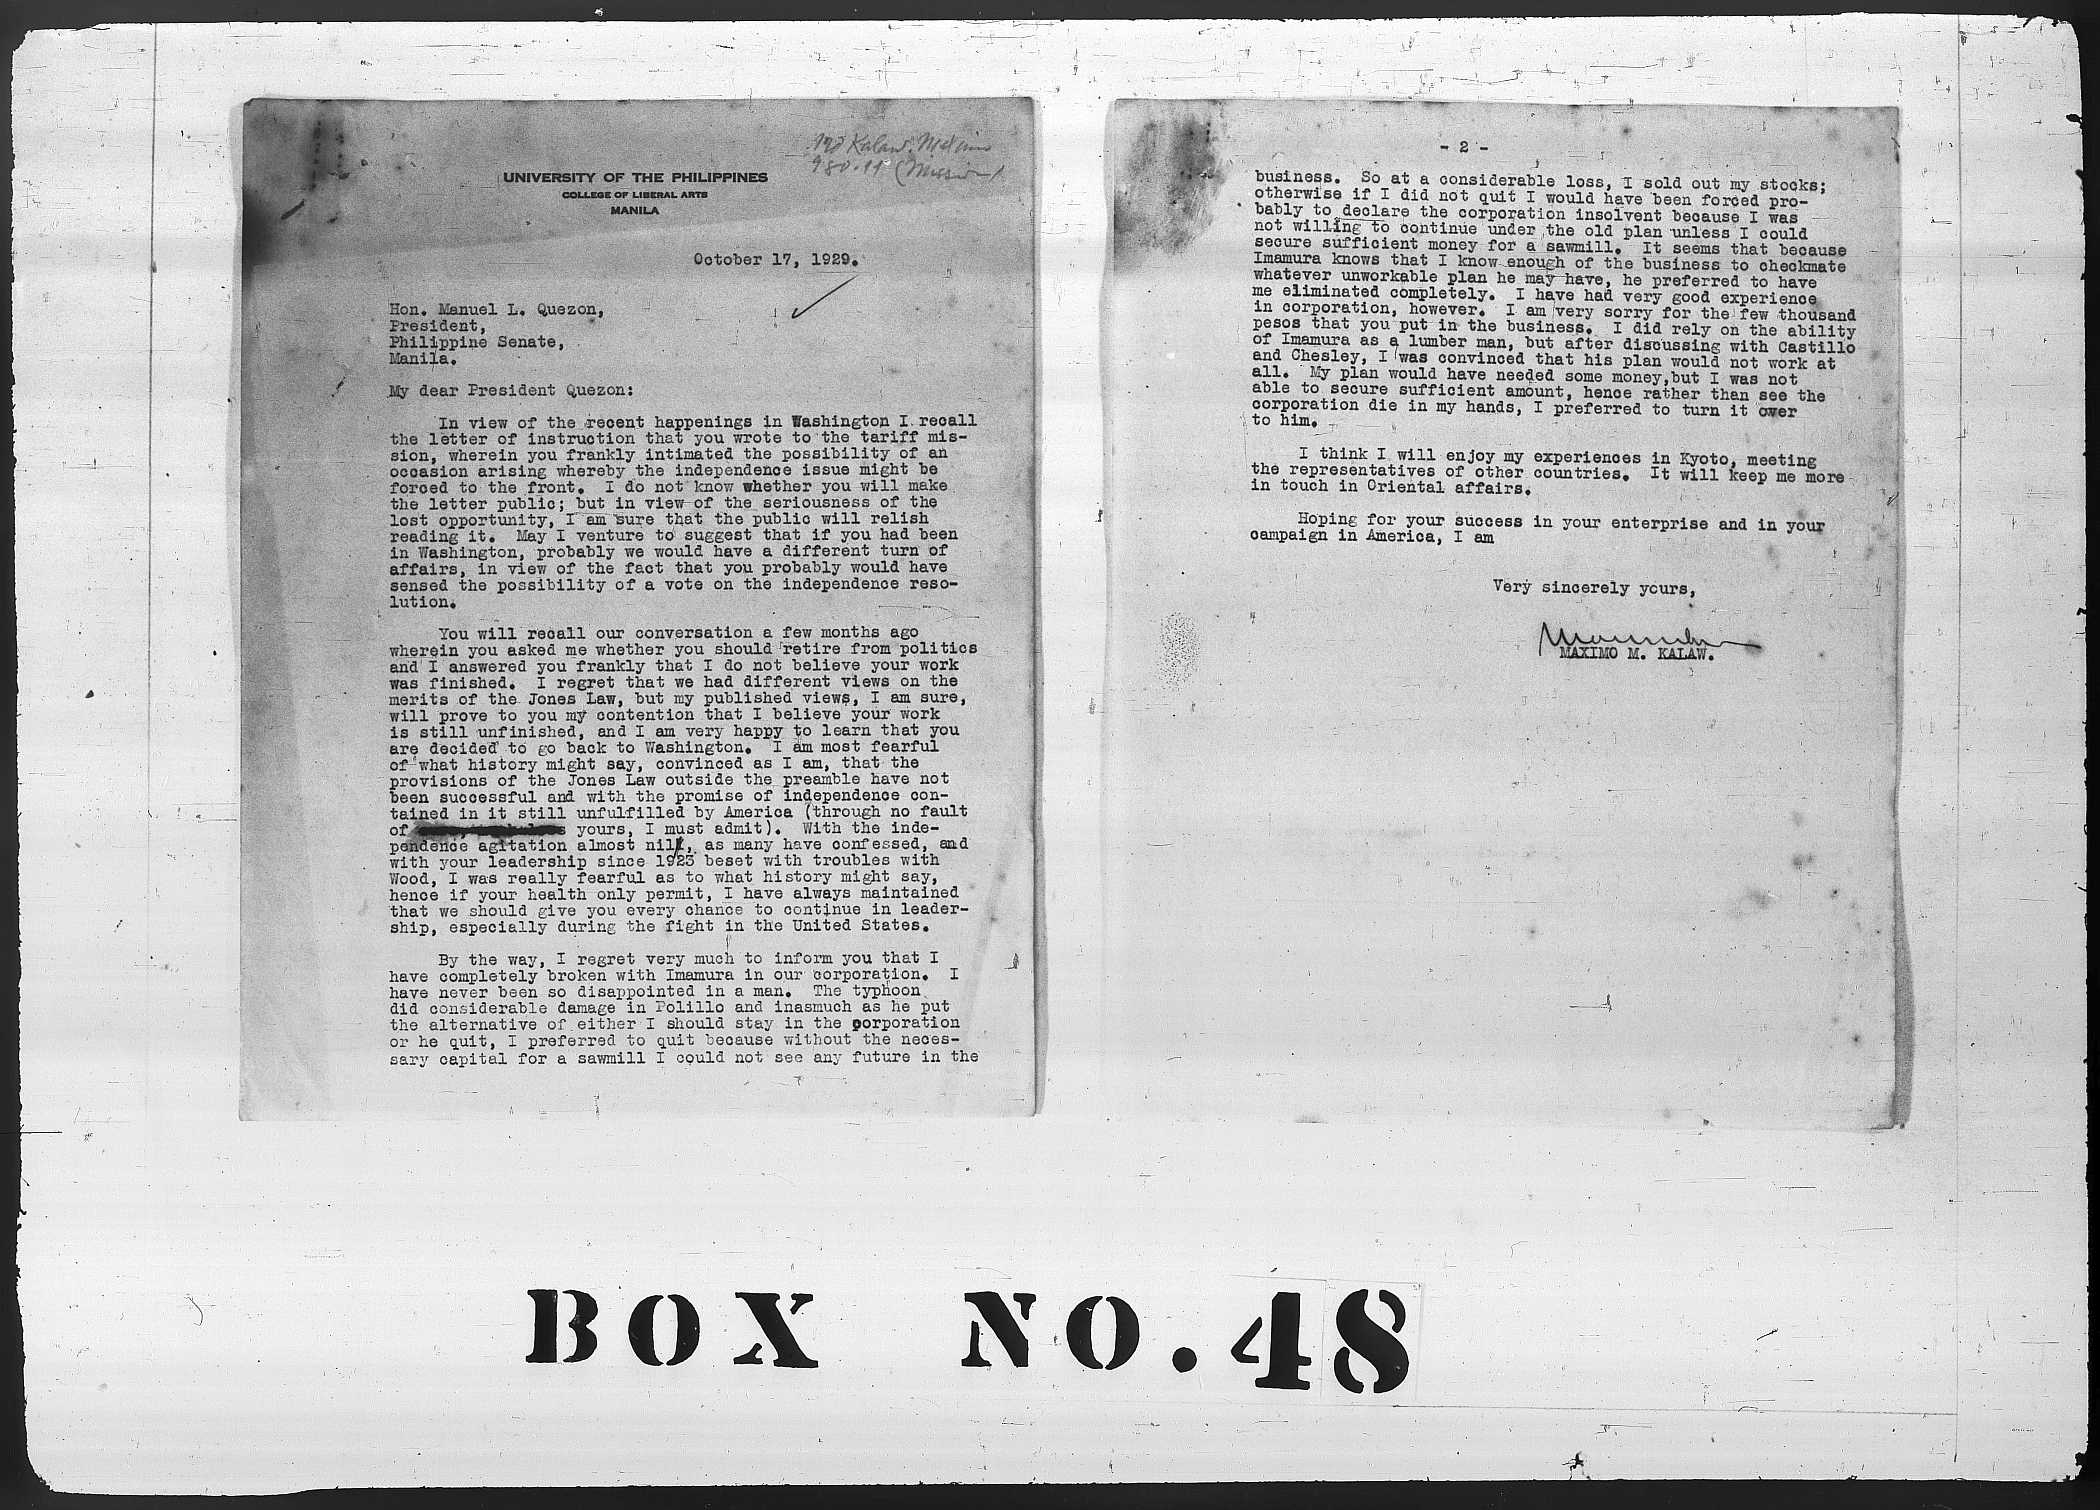 Kalaw,
(Mission)
UNIVERSITY OF THE PHILIPPINES
COLLEGE OF LIBERAL ARTS
MANILA
October 17, 1929.
Hon. Manuel L. Quezon,
President,
Philippine Senate,
Manila.
My dear President Quezon:
In view of the recent happenings in Washington I recall
the letter of instruction that you wrote to the tariff mis-
sion, wherein you frankly intimated the possibility of an
occasion arising whereby the independence issue might be
forced to the front. I do not know whether you will make
the letter public; but in view of the seriousness of the
lost opportunity, I am sure that the public will relish
reading it. May I venture to suggest that if you had been
in Washington, probably we would have a different turn of
affairs, in view of the fact that you probably would have
sensed the possibility of a vote on the independence reso-
lution.
You will recall our conversation a few months ago
wherein you asked me whether you should retire from politics
and I answered you frankly that I do not believe your work
was finished. I regret that we had different views on the
merits of the Jones Law, but my published views, I am sure,
will prove to you my contention that I believe your work
is still unfinished, and I am very happy to learn that you
are decided to go back to Washington. I am most fearful
of what history might say, convinced as I am, that the
provisions of the Jones Law outside the preamble have not
been successful and with the promise of independence con-
tained in it still unfulfilled by America (through no fault
of yours, I must admit). With the inde-
pendence agitation almost nil, as many have confessed, and
with your leadership since 1923 beset with troubles with
Wood, I was really fearful as to what history might say,
hence if your health only permit, I have always maintained
that we should give you every chance to continue in leader-
ship, especially during the fight in the United States.
By the way, I regret very much to inform you that I
have completely broken with Imamura in our corporation. I
have never been so disappointed in a man. The typhoon
did considerable damage in Polillo and inasmuch as he put
the alternative of either I should stay in the corporation
or he quit, I preferred to quit because without the neces-
sary capital for a sawmill I could not see any future in the
- 2 -
business. So at a considerable loss, I sold out my stocks;
otherwise if I did not quit I would have been forced pro-
bably to declare the corporation insolvent because I was
not willing to continue under the old plan unless I could
secure sufficient money for a sawmill. It seems that because
Imamura knows that I know enough of the business to checkmate
whatever unworkable plan he may have, he preferred to have
me eliminated completely. I have had very good experience
in corporation, however. I am very sorry for the few thousand
pesos that you put in the business. I did rely on the ability
of Imamura as a lumber man, but after discussing with Castillo
and Chesley, I was convinced that his plan would not work at
all. My plan would have needed some money,but I was not
able to secure sufficient amount, hence rather than see the
corporation die in my hands, I preferred to turn it over
to him.
I think I will enjoy my experiences in Kyoto, meeting
the representatives of other countries. It will keep me more
in touch in Oriental affairs.
Hoping for your success in your enterprise and in your
campaign in America, I am
Very sincerely yours,
MAXIMO M. KALAW.
BOX NO. 48